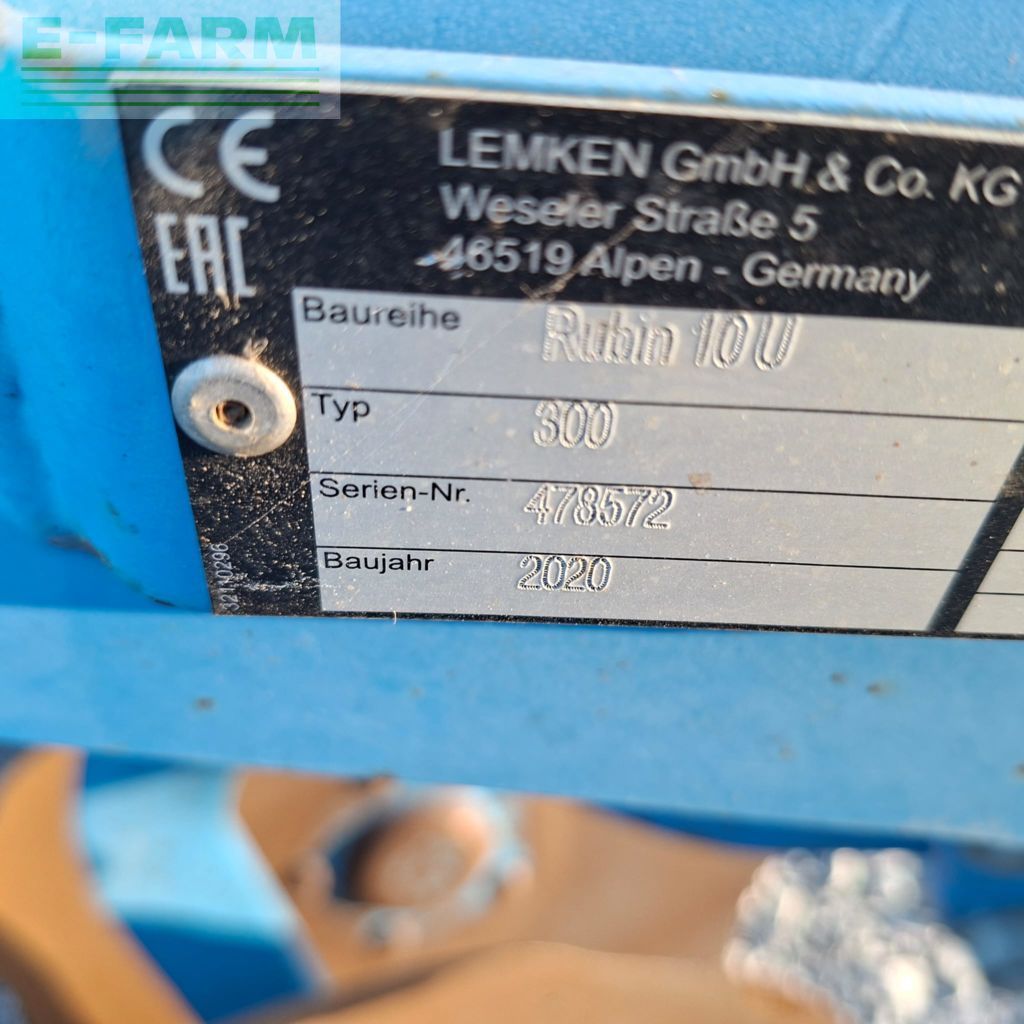 E-FARM
CE
LEMKEN GmbH & Co. KG
Weseler Straße 5
46519 Alpen - Germany
EAC
Baureihe Rubin 10 U
Typ 300
Serien-Nr. 478572
Baujahr 2020